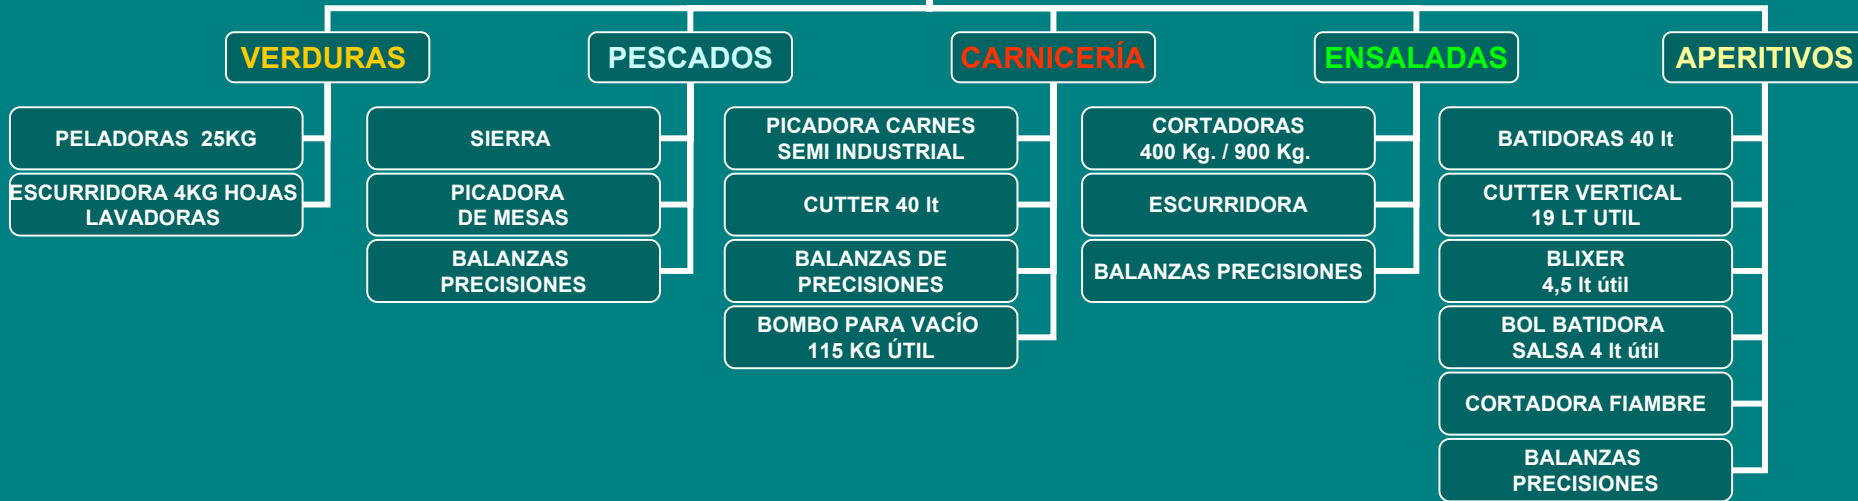 VERDURAS
PELADORAS 25KG
ESCURRIDORA 4KG HOJAS
LAVADORAS
PESCADOS
SIERRA
PICADORA
DE MESAS
BALANZAS
PRECISIONES
CARNICERÍA
PICADORA CARNES
SEMI INDUSTRIAL
CUTTER 40 lt
BALANZAS DE
PRECISIONES
BOMBO PARA VACÍO
115 KG ÚTIL
ENSALADAS
CORTADORAS
400 Kg. / 900 Kg.
ESCURRIDORA
BALANZAS PRECISIONES
APERITIVOS
BATIDORAS 40 lt
CUTTER VERTICAL
19 LT UTIL
BLIXER
4,5 lt útil
BOL BATIDORA
SALSA 4 lt útil
CORTADORA FIAMBRE
BALANZAS
PRECISIONES